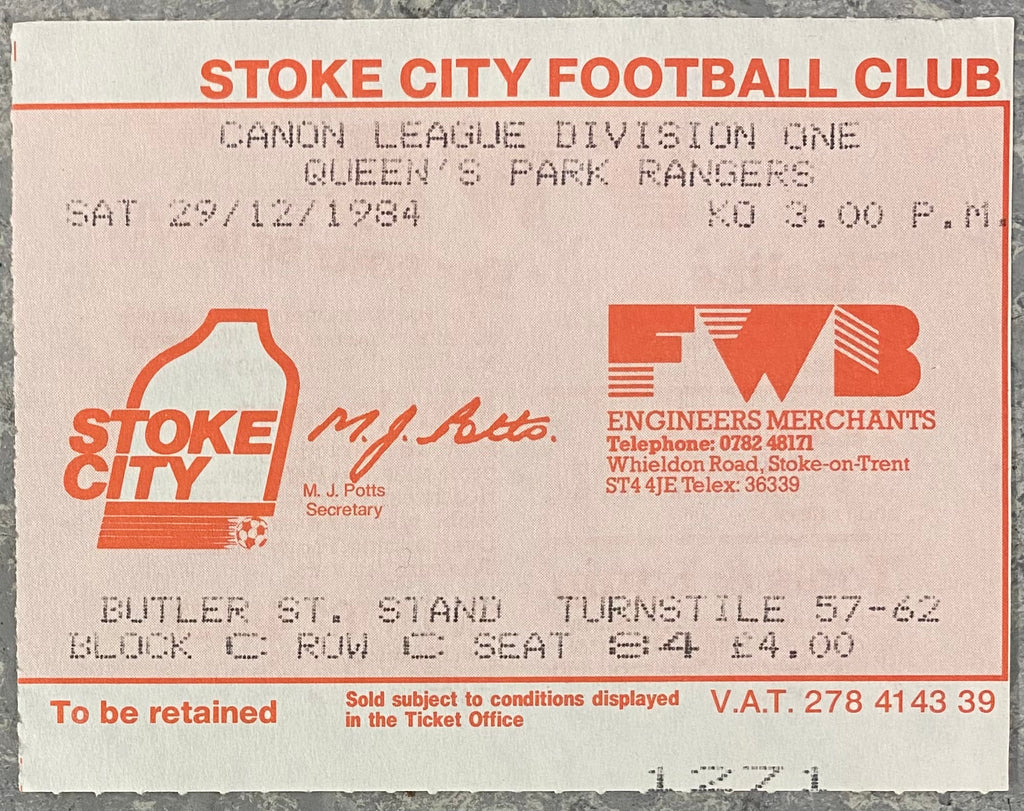 STOKE CITY FOOTBALL CLUB
CANON LEAGUE DIVISION ONE
QUEEN'S PARK RANGERS
SAT 29/12/1984 KO 3.00 P.M.
STOKE
CITY
M. J. Potts.
M. J. Potts
Secretary
FWB
ENGINEERS MERCHANTS
Telephone: 0782 48171
Whieldon Road, Stoke-on-Trent
ST4 4JE Telex: 36339
BUTLER ST. STAND TURNSTILE 57-62
BLOCK C ROW C SEAT 84 £4.00
To be retained
Sold subject to conditions displayed
in the Ticket Office
V.A.T. 278 4143 39
1271